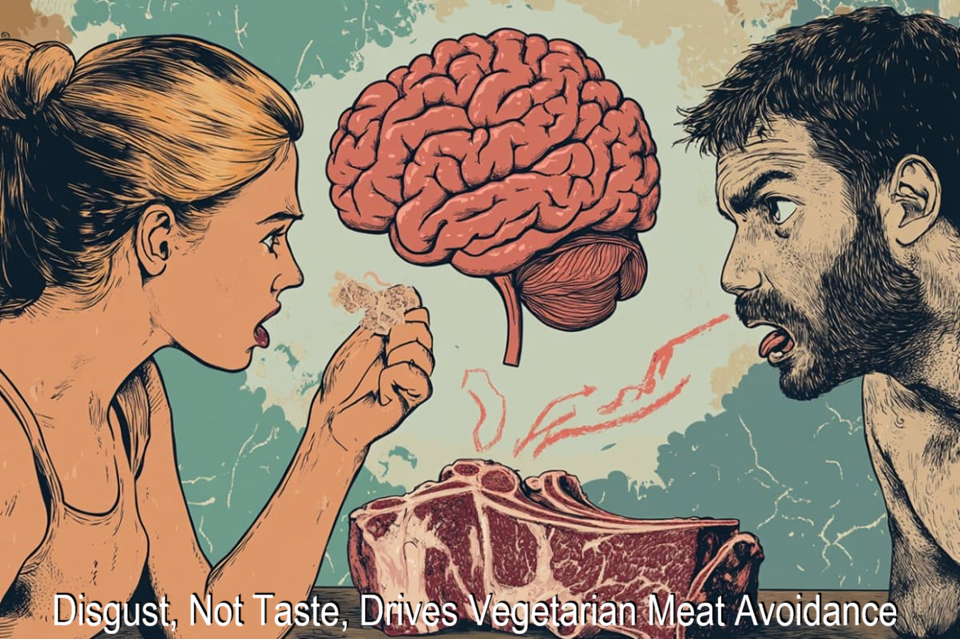 Disgust, Not Taste, Drives Vegetarian Meat Avoidance